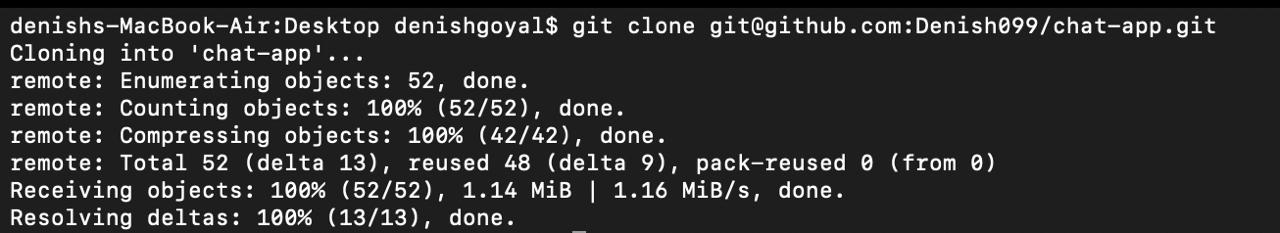 denishs-MacBook-Air:Desktop denishgoyal$ git clone git@github.com:Denish099/chat-app.git
Cloning into 'chat-app'...
remote: Enumerating objects: 52, done.
remote: Counting objects: 100% (52/52), done.
remote: Compressing objects: 100% (42/42), done.
remote: Total 52 (delta 13), reused 48 (delta 9), pack-reused 0 (from 0)
Receiving objects: 100% (52/52), 1.14 MiB | 1.16 MiB/s, done.
Resolving deltas: 100% (13/13), done.